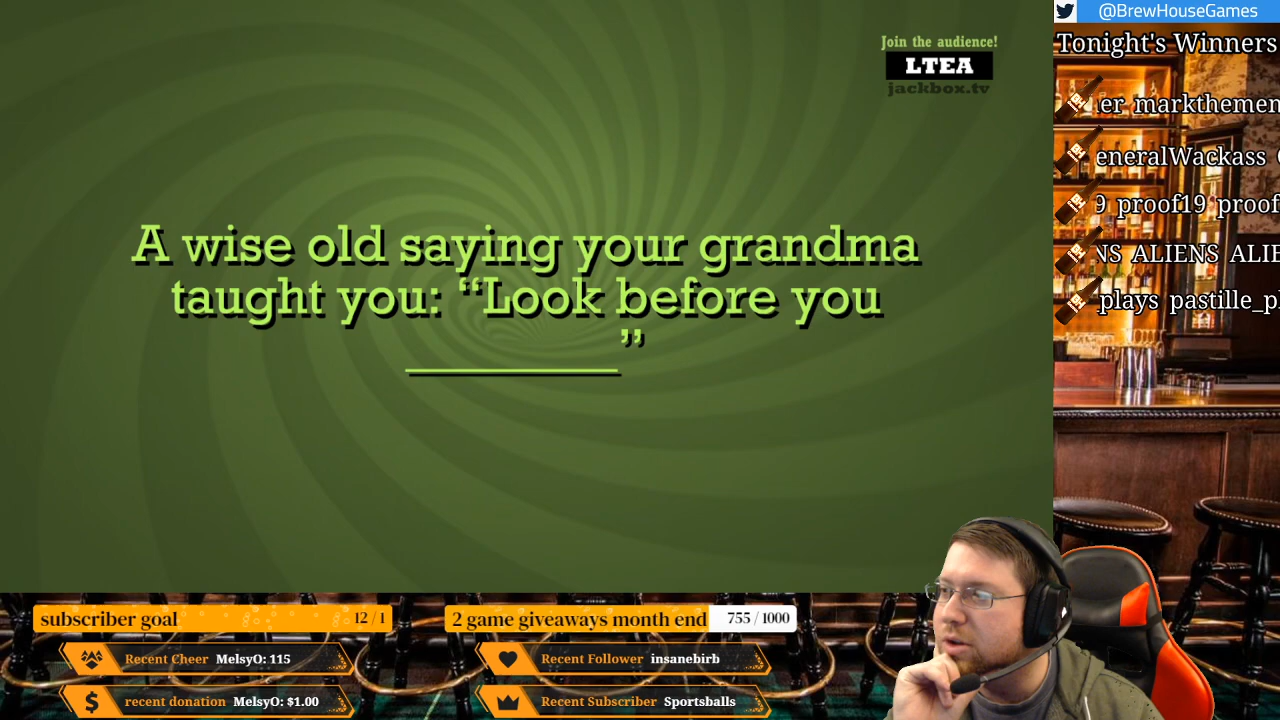 @BrewHouseGames
Tonight's Winners
Join the audience!
LTEA
jackbox.tv
er markthemen
eneralWackass
9 proof19 proof
NS ALIENS ALIE
plays pastille_p
A wise old saying your grandma
taught you: “Look before you
”
subscriber goal 12 / 1
2 game giveaways month end 755 / 1000
Recent Cheer MelsyO: 115
Recent Follower insanebirb
recent donation MelsyO: $1.00
Recent Subscriber Sportsballs